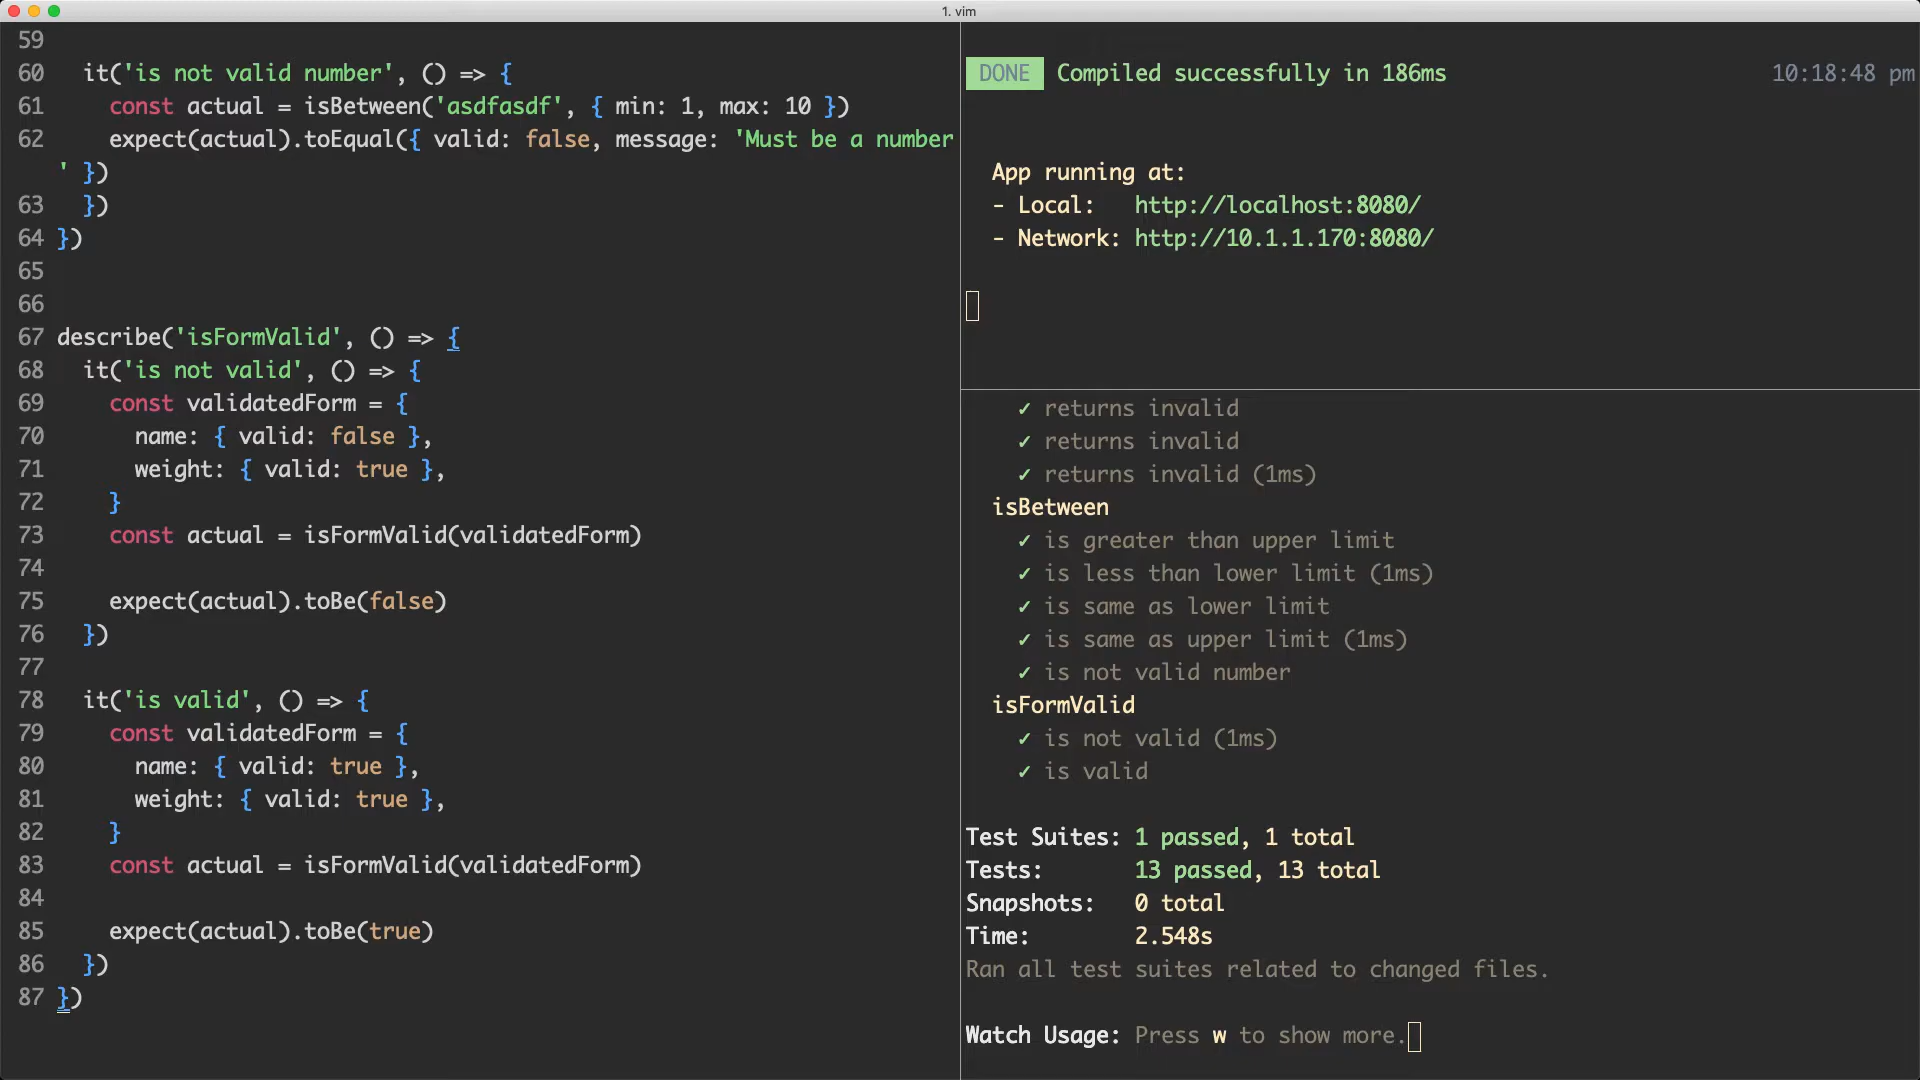 1. vim
59
60   it('is not valid number', () => {
61     const actual = isBetween('asdfasdf', { min: 1, max: 10 })
62     expect(actual).toEqual({ valid: false, message: 'Must be a number
' })
63   })
64 })
65
66
67 describe('isFormValid', () => {
68   it('is not valid', () => {
69     const validatedForm = {
70       name: { valid: false },
71       weight: { valid: true },
72     }
73     const actual = isFormValid(validatedForm)
74
75     expect(actual).toBe(false)
76   })
77
78   it('is valid', () => {
79     const validatedForm = {
80       name: { valid: true },
81       weight: { valid: true },
82     }
83     const actual = isFormValid(validatedForm)
84
85     expect(actual).toBe(true)
86   })
87 })
DONE Compiled successfully in 186ms 10:18:48 pm
App running at:
- Local:   http://localhost:8080/
- Network: http://10.1.1.170:8080/
✓ returns invalid
✓ returns invalid
✓ returns invalid (1ms)
isBetween
✓ is greater than upper limit
✓ is less than lower limit (1ms)
✓ is same as lower limit
✓ is same as upper limit (1ms)
✓ is not valid number
isFormValid
✓ is not valid (1ms)
✓ is valid
Test Suites: 1 passed, 1 total
Tests:       13 passed, 13 total
Snapshots:   0 total
Time:        2.548s
Ran all test suites related to changed files.
Watch Usage: Press w to show more.